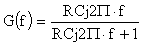 G(f) = RCj2Π·f / RCj2Π·f + 1